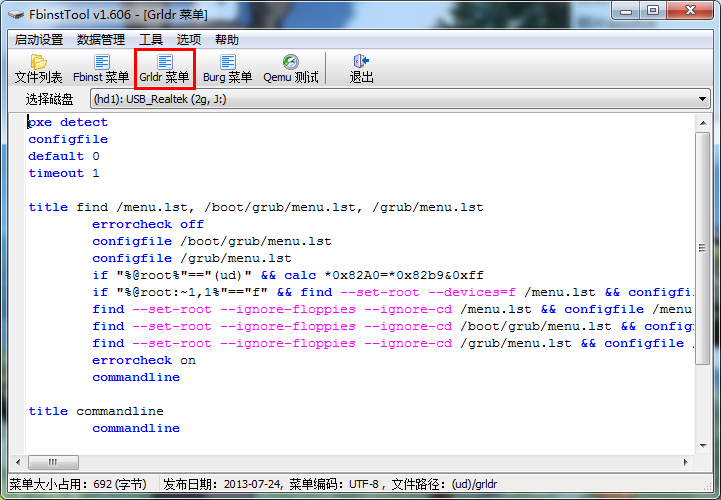 FbinstTool v1.606 - [Grldr 菜单]
启动设置 数据管理 工具 选项 帮助
文件列表 Fbinst 菜单 Grldr 菜单 Burg 菜单 Qemu 测试 退出
选择磁盘 (hd1): USB_Realtek (2g, J:)
pxe detect
configfile
default 0
timeout 1
title find /menu.lst, /boot/grub/menu.lst, /grub/menu.lst
errorcheck off
configfile /boot/grub/menu.lst
configfile /grub/menu.lst
if "%@root%"=="(ud)" && calc *0x82A0=*0x82b9&0xff
if "%@root:~1,1%"=="f" && find --set-root --devices=f /menu.lst && configfil
find --set-root --ignore-floppies --ignore-cd /menu.lst && configfile /menu
find --set-root --ignore-floppies --ignore-cd /boot/grub/menu.lst && config
find --set-root --ignore-floppies --ignore-cd /grub/menu.lst && configfile /
errorcheck on
commandline
title commandline
commandline
菜单大小占用：692 (字节) 发布日期：2013-07-24, 菜单编码：UTF-8 , 文件路径：(ud)/grldr